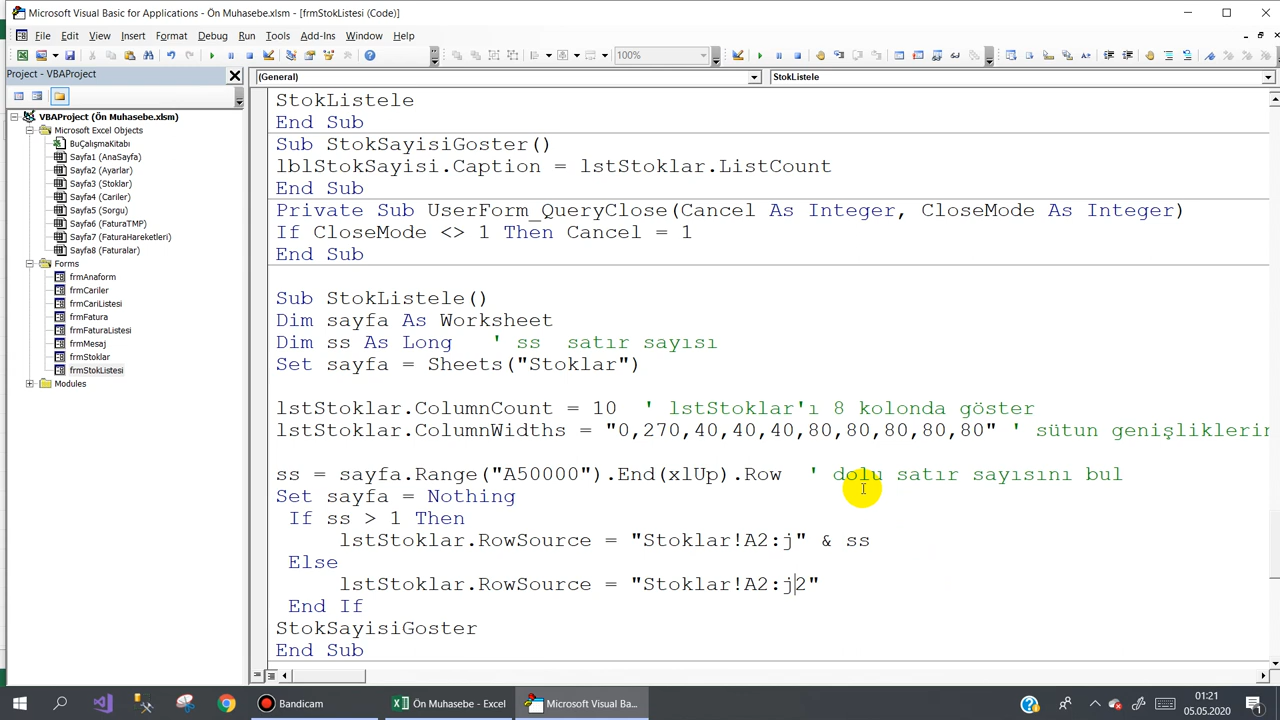 Microsoft Visual Basic for Applications - Ön Muhasebe.xlsm - [frmStokListesi (Code)]
File Edit View Insert Format Debug Run Tools Add-Ins Window Help
100%
Project - VBAProject
(General) StokListele
VBAProject (Ön Muhasebe.xlsm)
Microsoft Excel Objects
BuÇalışmaKitabı
Sayfa1 (AnaSayfa)
Sayfa2 (Ayarlar)
Sayfa3 (Stoklar)
Sayfa4 (Cariler)
Sayfa5 (Sorgu)
Sayfa6 (FaturaTMP)
Sayfa7 (FaturaHareketleri)
Sayfa8 (Faturalar)
Forms
frmAnaform
frmCariler
frmCariListesi
frmFatura
frmFaturaListesi
frmMesaj
frmStoklar
frmStokListesi
Modules
StokListele
End Sub
Sub StokSayisiGoster()
lblStokSayisi.Caption = lstStoklar.ListCount
End Sub
Private Sub UserForm_QueryClose(Cancel As Integer, CloseMode As Integer)
If CloseMode <> 1 Then Cancel = 1
End Sub
Sub StokListele()
Dim sayfa As Worksheet
Dim ss As Long ' ss satır sayısı
Set sayfa = Sheets("Stoklar")
lstStoklar.ColumnCount = 10 ' lstStoklar'ı 8 kolonda göster
lstStoklar.ColumnWidths = "0,270,40,40,40,80,80,80,80,80" ' sütun genişliklerin
ss = sayfa.Range("A50000").End(xlUp).Row ' dolu satır sayısını bul
Set sayfa = Nothing
If ss > 1 Then
lstStoklar.RowSource = "Stoklar!A2:j" & ss
Else
lstStoklar.RowSource = "Stoklar!A2:j2"
End If
StokSayisiGoster
End Sub
Bandicam Ön Muhasebe - Excel Microsoft Visual Ba... 01:21
05.05.2020